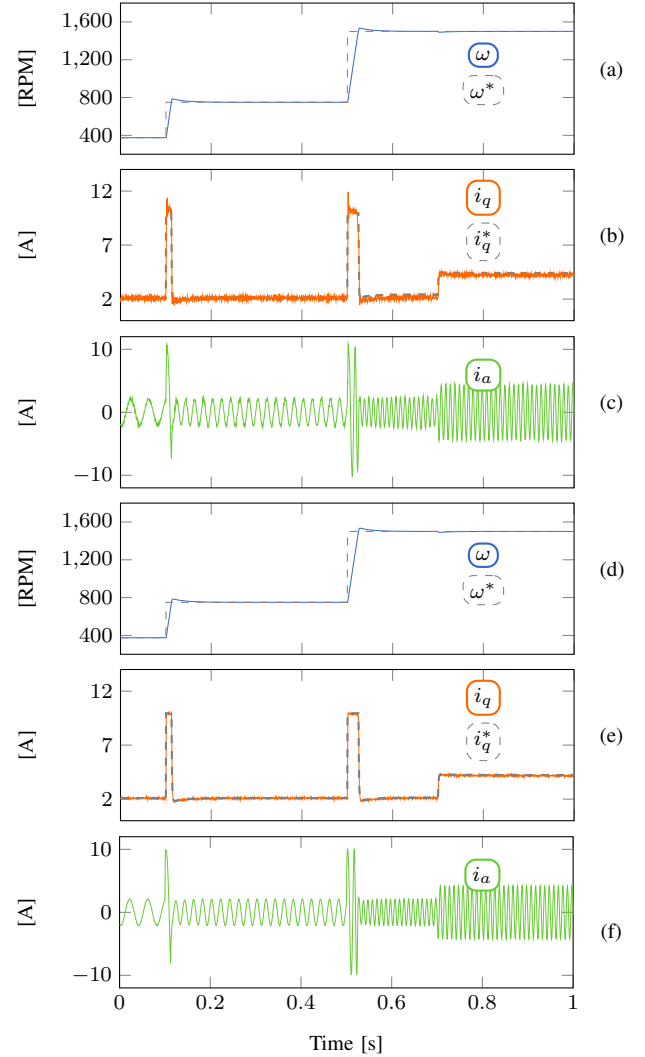 1,600
1,200
800
400
[RPM]
ω
ω*
(a)
12
7
2
[A]
i_q
i_q^*
(b)
10
0
−10
[A]
i_a
(c)
1,600
1,200
800
400
[RPM]
ω
ω*
(d)
12
7
2
[A]
i_q
i_q^*
(e)
10
0
−10
[A]
i_a
(f)
0 0.2 0.4 0.6 0.8 1
Time [s]